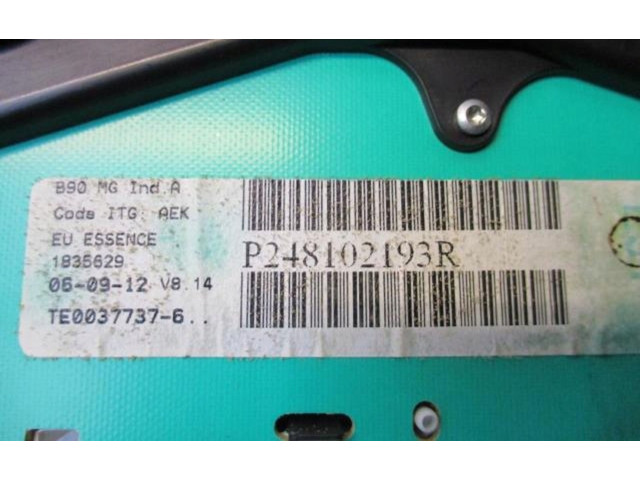 B90 MG Ind.A
Code ITG: AEK
EU ESSENCE
1835629
06-09-12 V8.14
TE0037737-6..
P248102193R